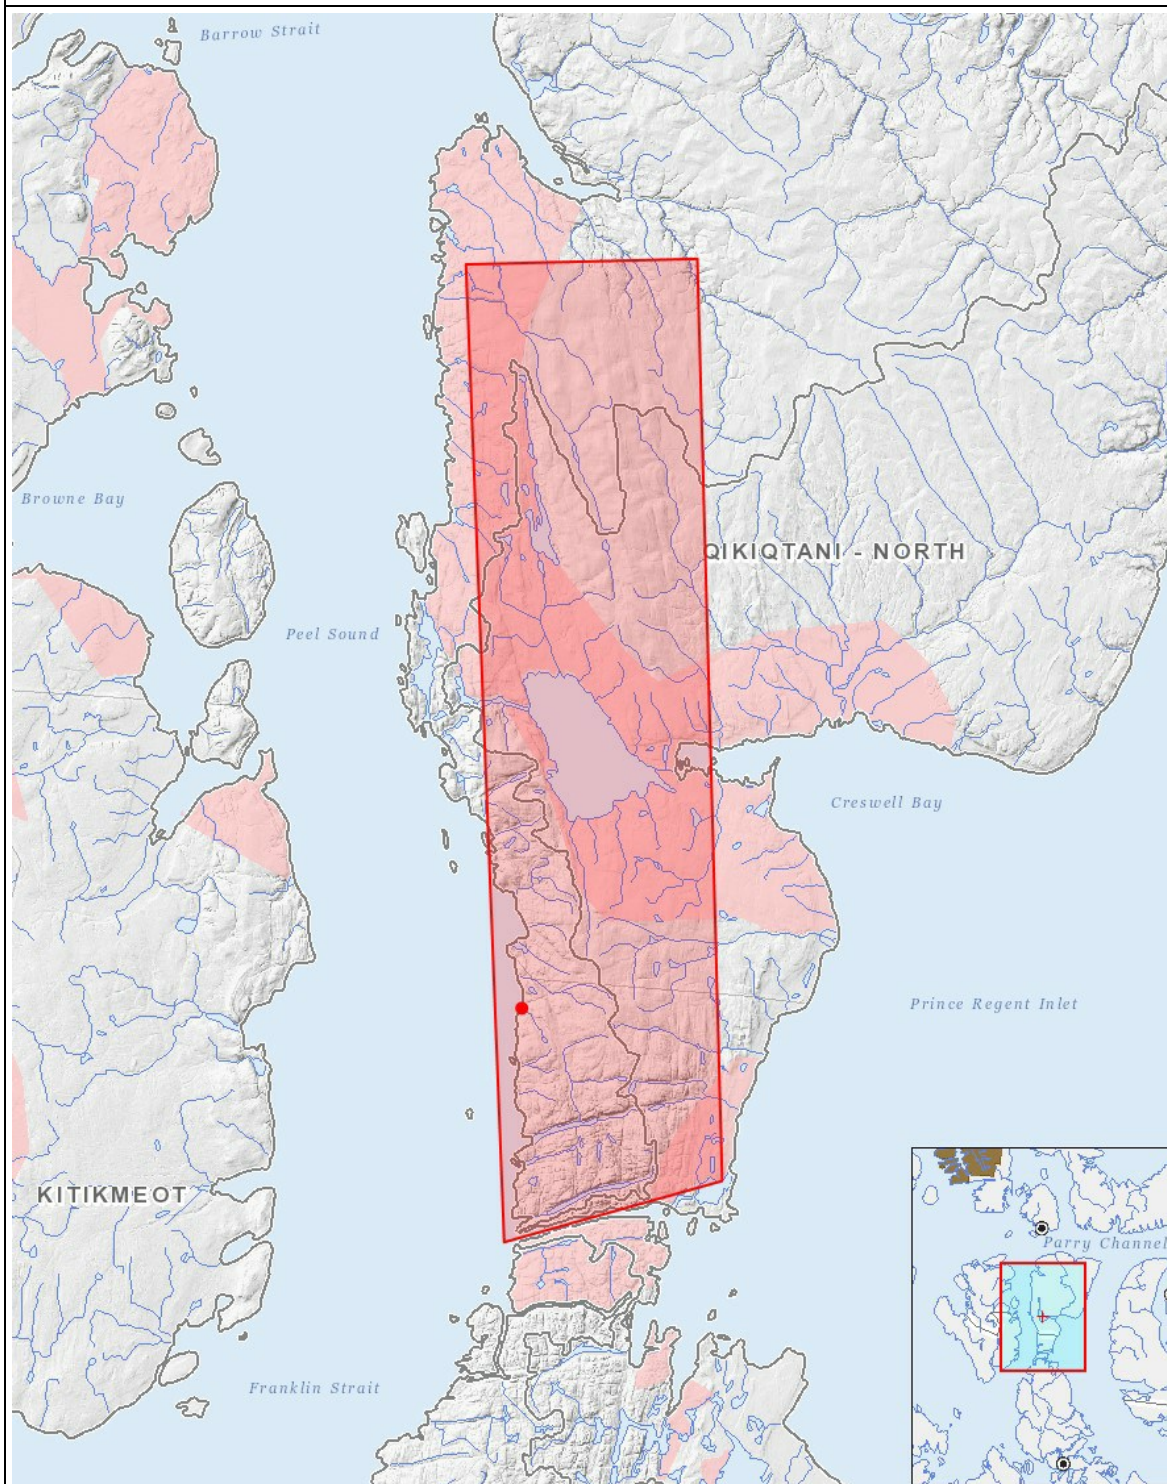 Barrow Strait
Browne Bay
QIKIQTANI - NORTH
Peel Sound
Creswell Bay
Prince Regent Inlet
KITIKMEOT
Parry Channel
Franklin Strait